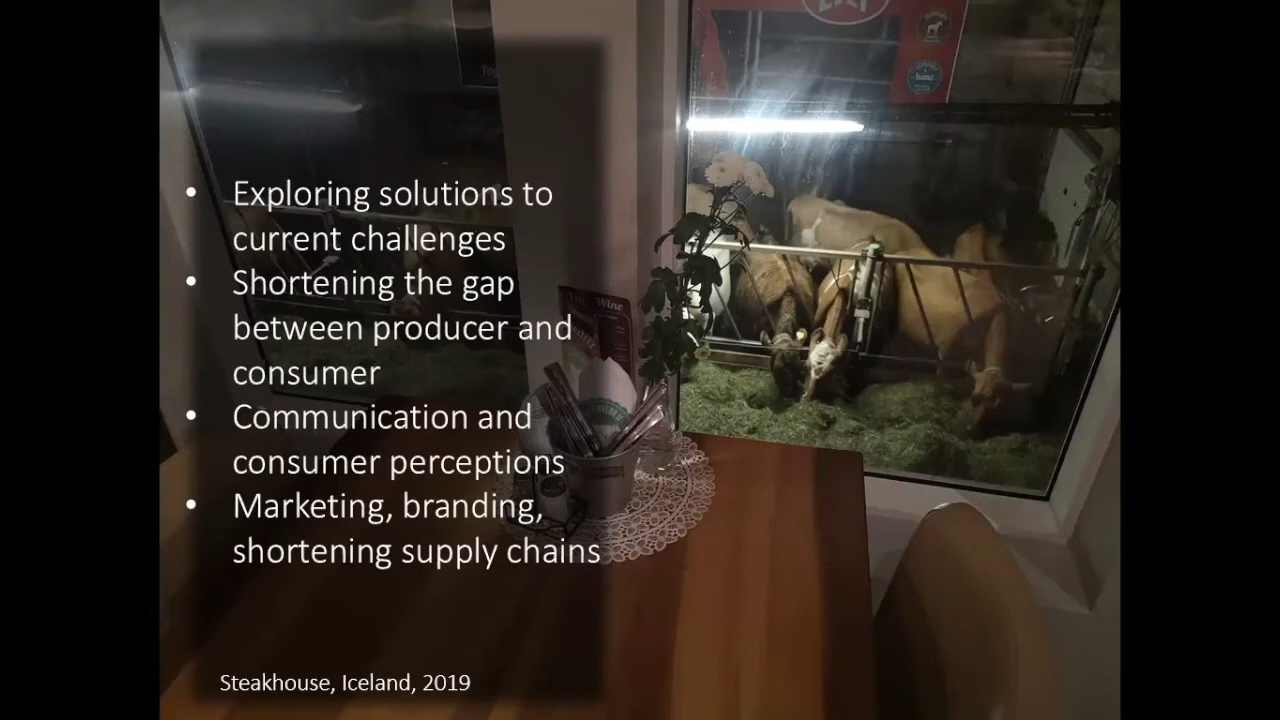 • Exploring solutions to
current challenges
• Shortening the gap
between producer and
consumer
• Communication and
consumer perceptions
• Marketing, branding,
shortening supply chains
Steakhouse, Iceland, 2019